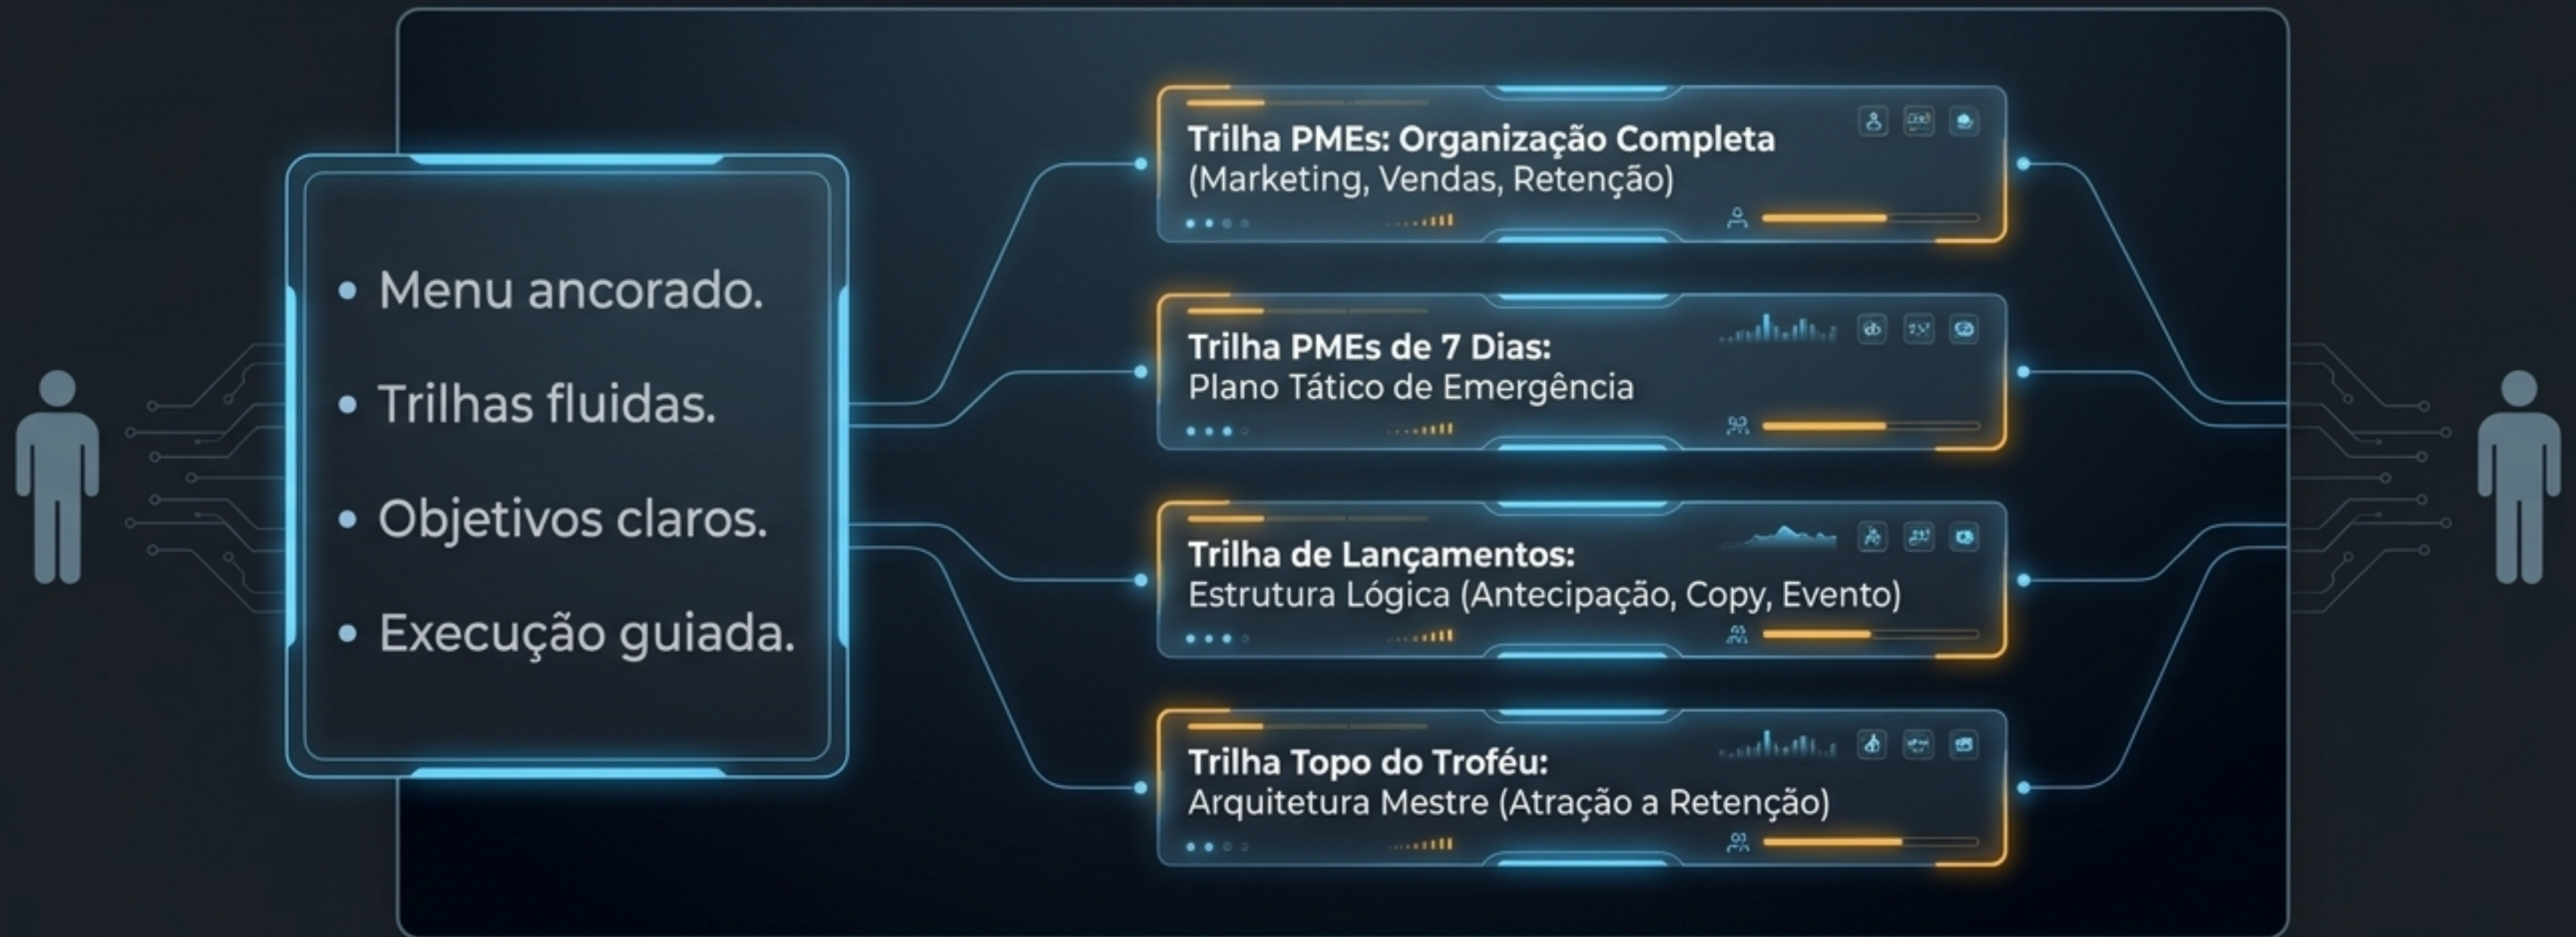 • Menu ancorado.
• Trilhas fluidas.
• Objetivos claros.
• Execução guiada.
Trilha PMEs: Organização Completa
(Marketing, Vendas, Retenção)
Trilha PMEs de 7 Dias:
Plano Tático de Emergência
Trilha de Lançamentos:
Estrutura Lógica (Antecipação, Copy, Evento)
Trilha Topo do Troféu:
Arquitetura Mestre (Atração a Retenção)